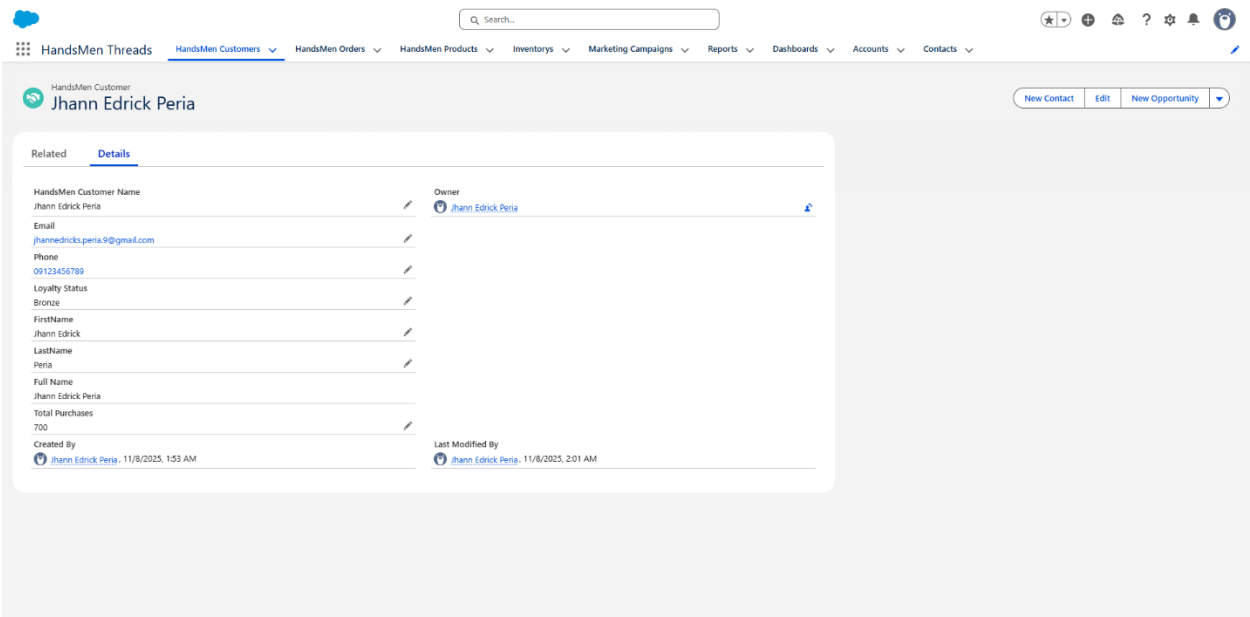 Search...
HandsMen Threads HandsMen Customers HandsMen Orders HandsMen Products Inventorys Marketing Campaigns Reports Dashboards Accounts Contacts
HandsMen Customer
Jhann Edrick Peria
New Contact Edit New Opportunity
Related Details
HandsMen Customer Name
Jhann Edrick Peria
Owner
Jhann Edrick Peria
Email
jhannedricks.peria.9@gmail.com
Phone
09123456789
Loyalty Status
Bronze
FirstName
Jhann Edrick
LastName
Peria
Full Name
Jhann Edrick Peria
Total Purchases
700
Created By
Jhann Edrick Peria, 11/8/2025, 1:53 AM
Last Modified By
Jhann Edrick Peria, 11/8/2025, 2:01 AM